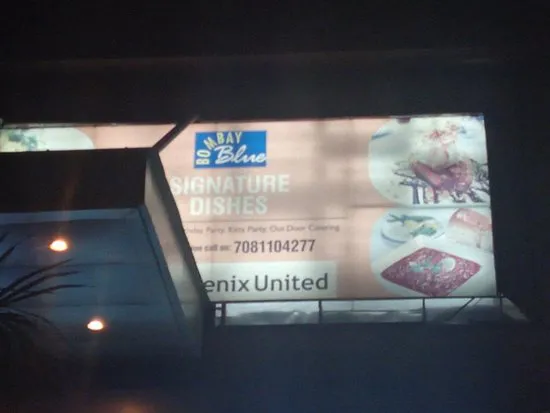 BOMBAY
Blue
SIGNATURE
DISHES
Party, Kitty Party, Out Door Catering
call on: 7081104277
enix United